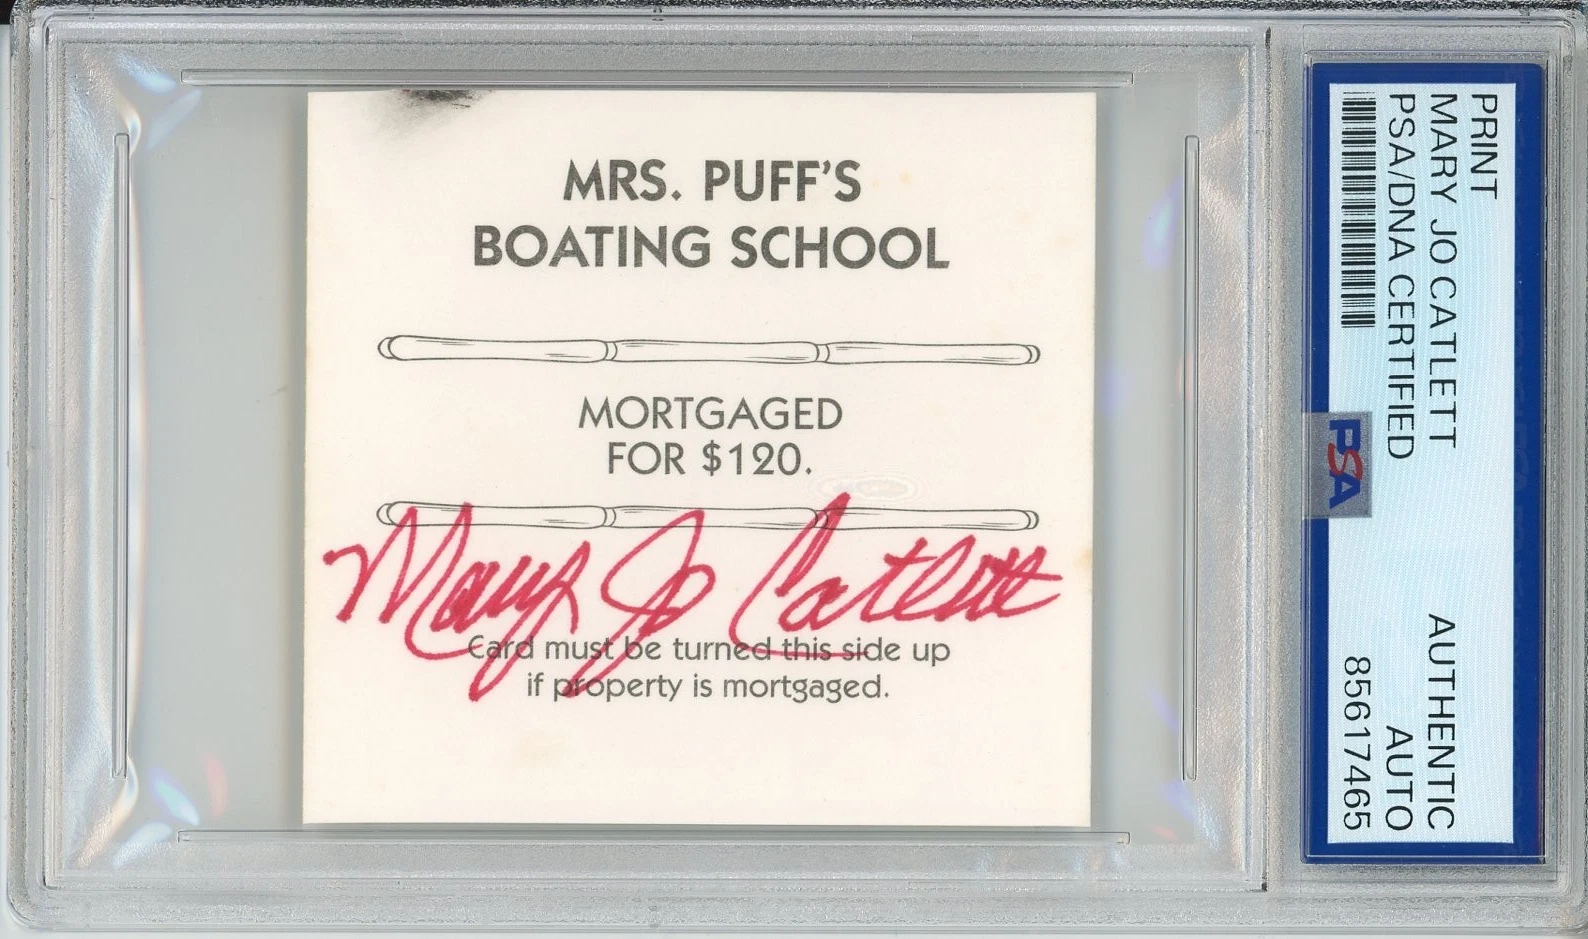 MRS. PUFF'S
BOATING SCHOOL
MORTGAGED
FOR $120.
Mary Jo Catlett
Card must be turned this side up
if property is mortgaged.
PRINT
MARY JO CATLETT
PSA/DNA CERTIFIED
AUTHENTIC
AUTO
85617465
PSA